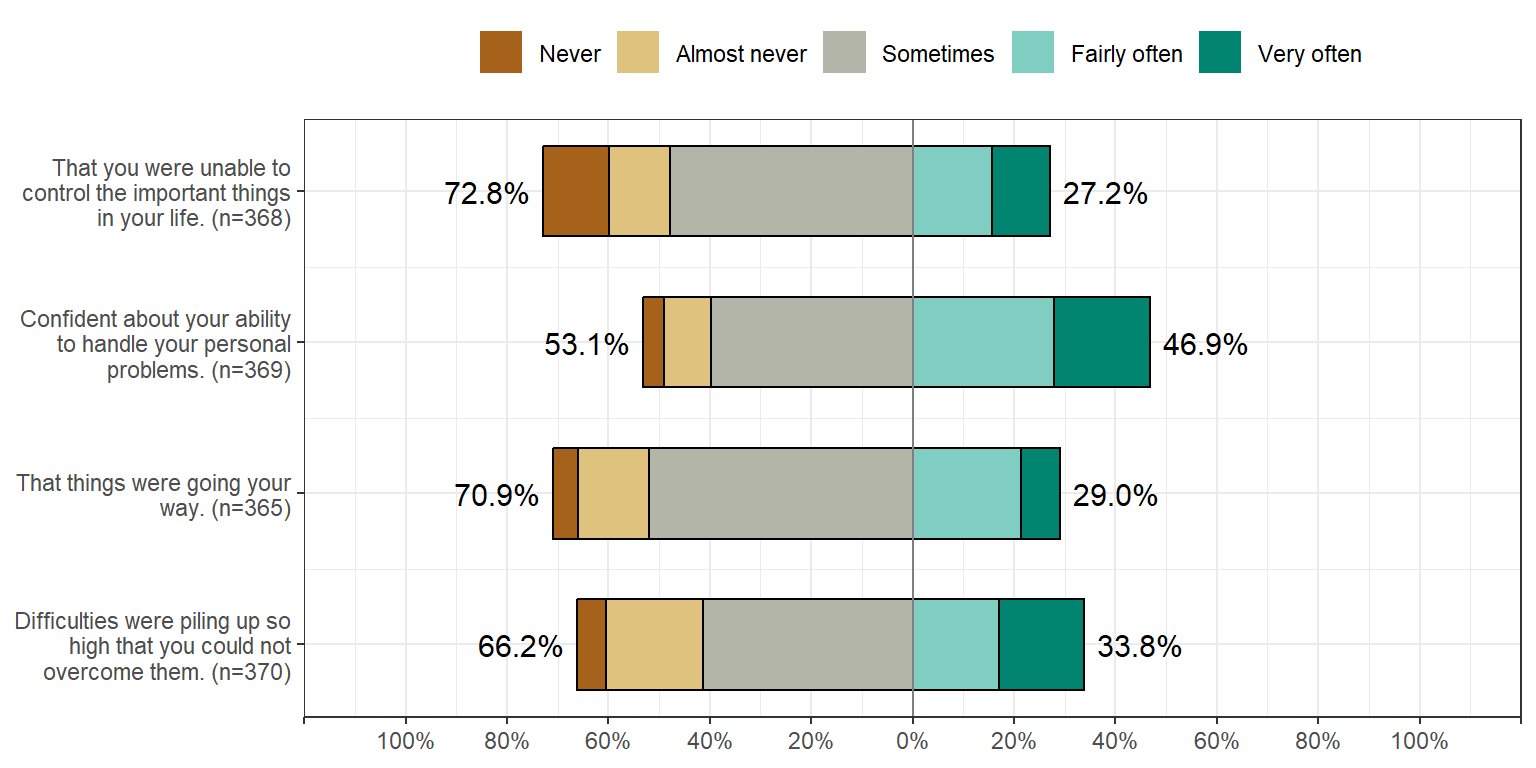 Never Almost never Sometimes Fairly often Very often
That you were unable to
control the important things
in your life. (n=368)
72.8% 27.2%
Confident about your ability
to handle your personal
problems. (n=369)
53.1% 46.9%
That things were going your
way. (n=365)
70.9% 29.0%
Difficulties were piling up so
high that you could not
overcome them. (n=370)
66.2% 33.8%
100% 80% 60% 40% 20% 0% 20% 40% 60% 80% 100%